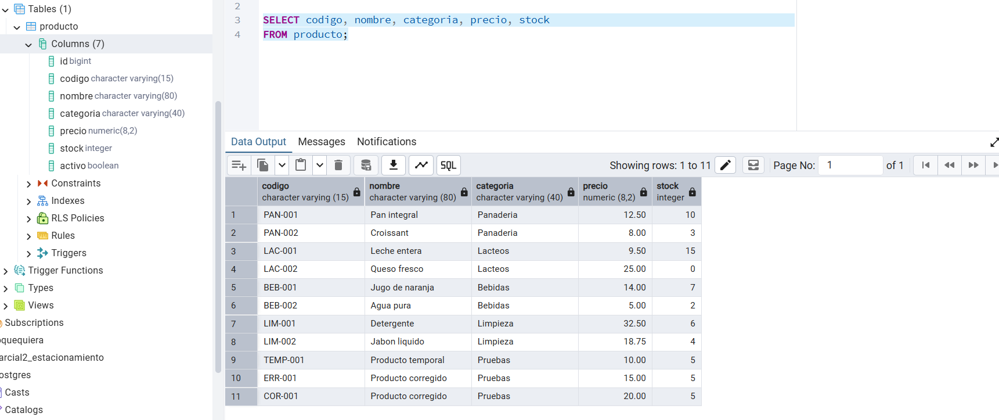 Tables (1)
producto
Columns (7)
id bigint
codigo character varying(15)
nombre character varying(80)
categoria character varying(40)
precio numeric(8,2)
stock integer
activo boolean
Constraints
Indexes
RLS Policies
Rules
Triggers
Trigger Functions
Types
Views
Subscriptions
oquequiera
arcial2_estacionamiento
ostgres
Casts
Catalogs
2
3 SELECT codigo, nombre, categoria, precio, stock
4 FROM producto;
Data Output Messages Notifications
SQL Showing rows: 1 to 11 Page No: 1 of 1
codigo nombre categoria precio stock
character varying (15) character varying (80) character varying (40) numeric (8,2) integer
1 PAN-001 Pan integral Panaderia 12.50 10
2 PAN-002 Croissant Panaderia 8.00 3
3 LAC-001 Leche entera Lacteos 9.50 15
4 LAC-002 Queso fresco Lacteos 25.00 0
5 BEB-001 Jugo de naranja Bebidas 14.00 7
6 BEB-002 Agua pura Bebidas 5.00 2
7 LIM-001 Detergente Limpieza 32.50 6
8 LIM-002 Jabon liquido Limpieza 18.75 4
9 TEMP-001 Producto temporal Pruebas 10.00 5
10 ERR-001 Producto corregido Pruebas 15.00 5
11 COR-001 Producto corregido Pruebas 20.00 5